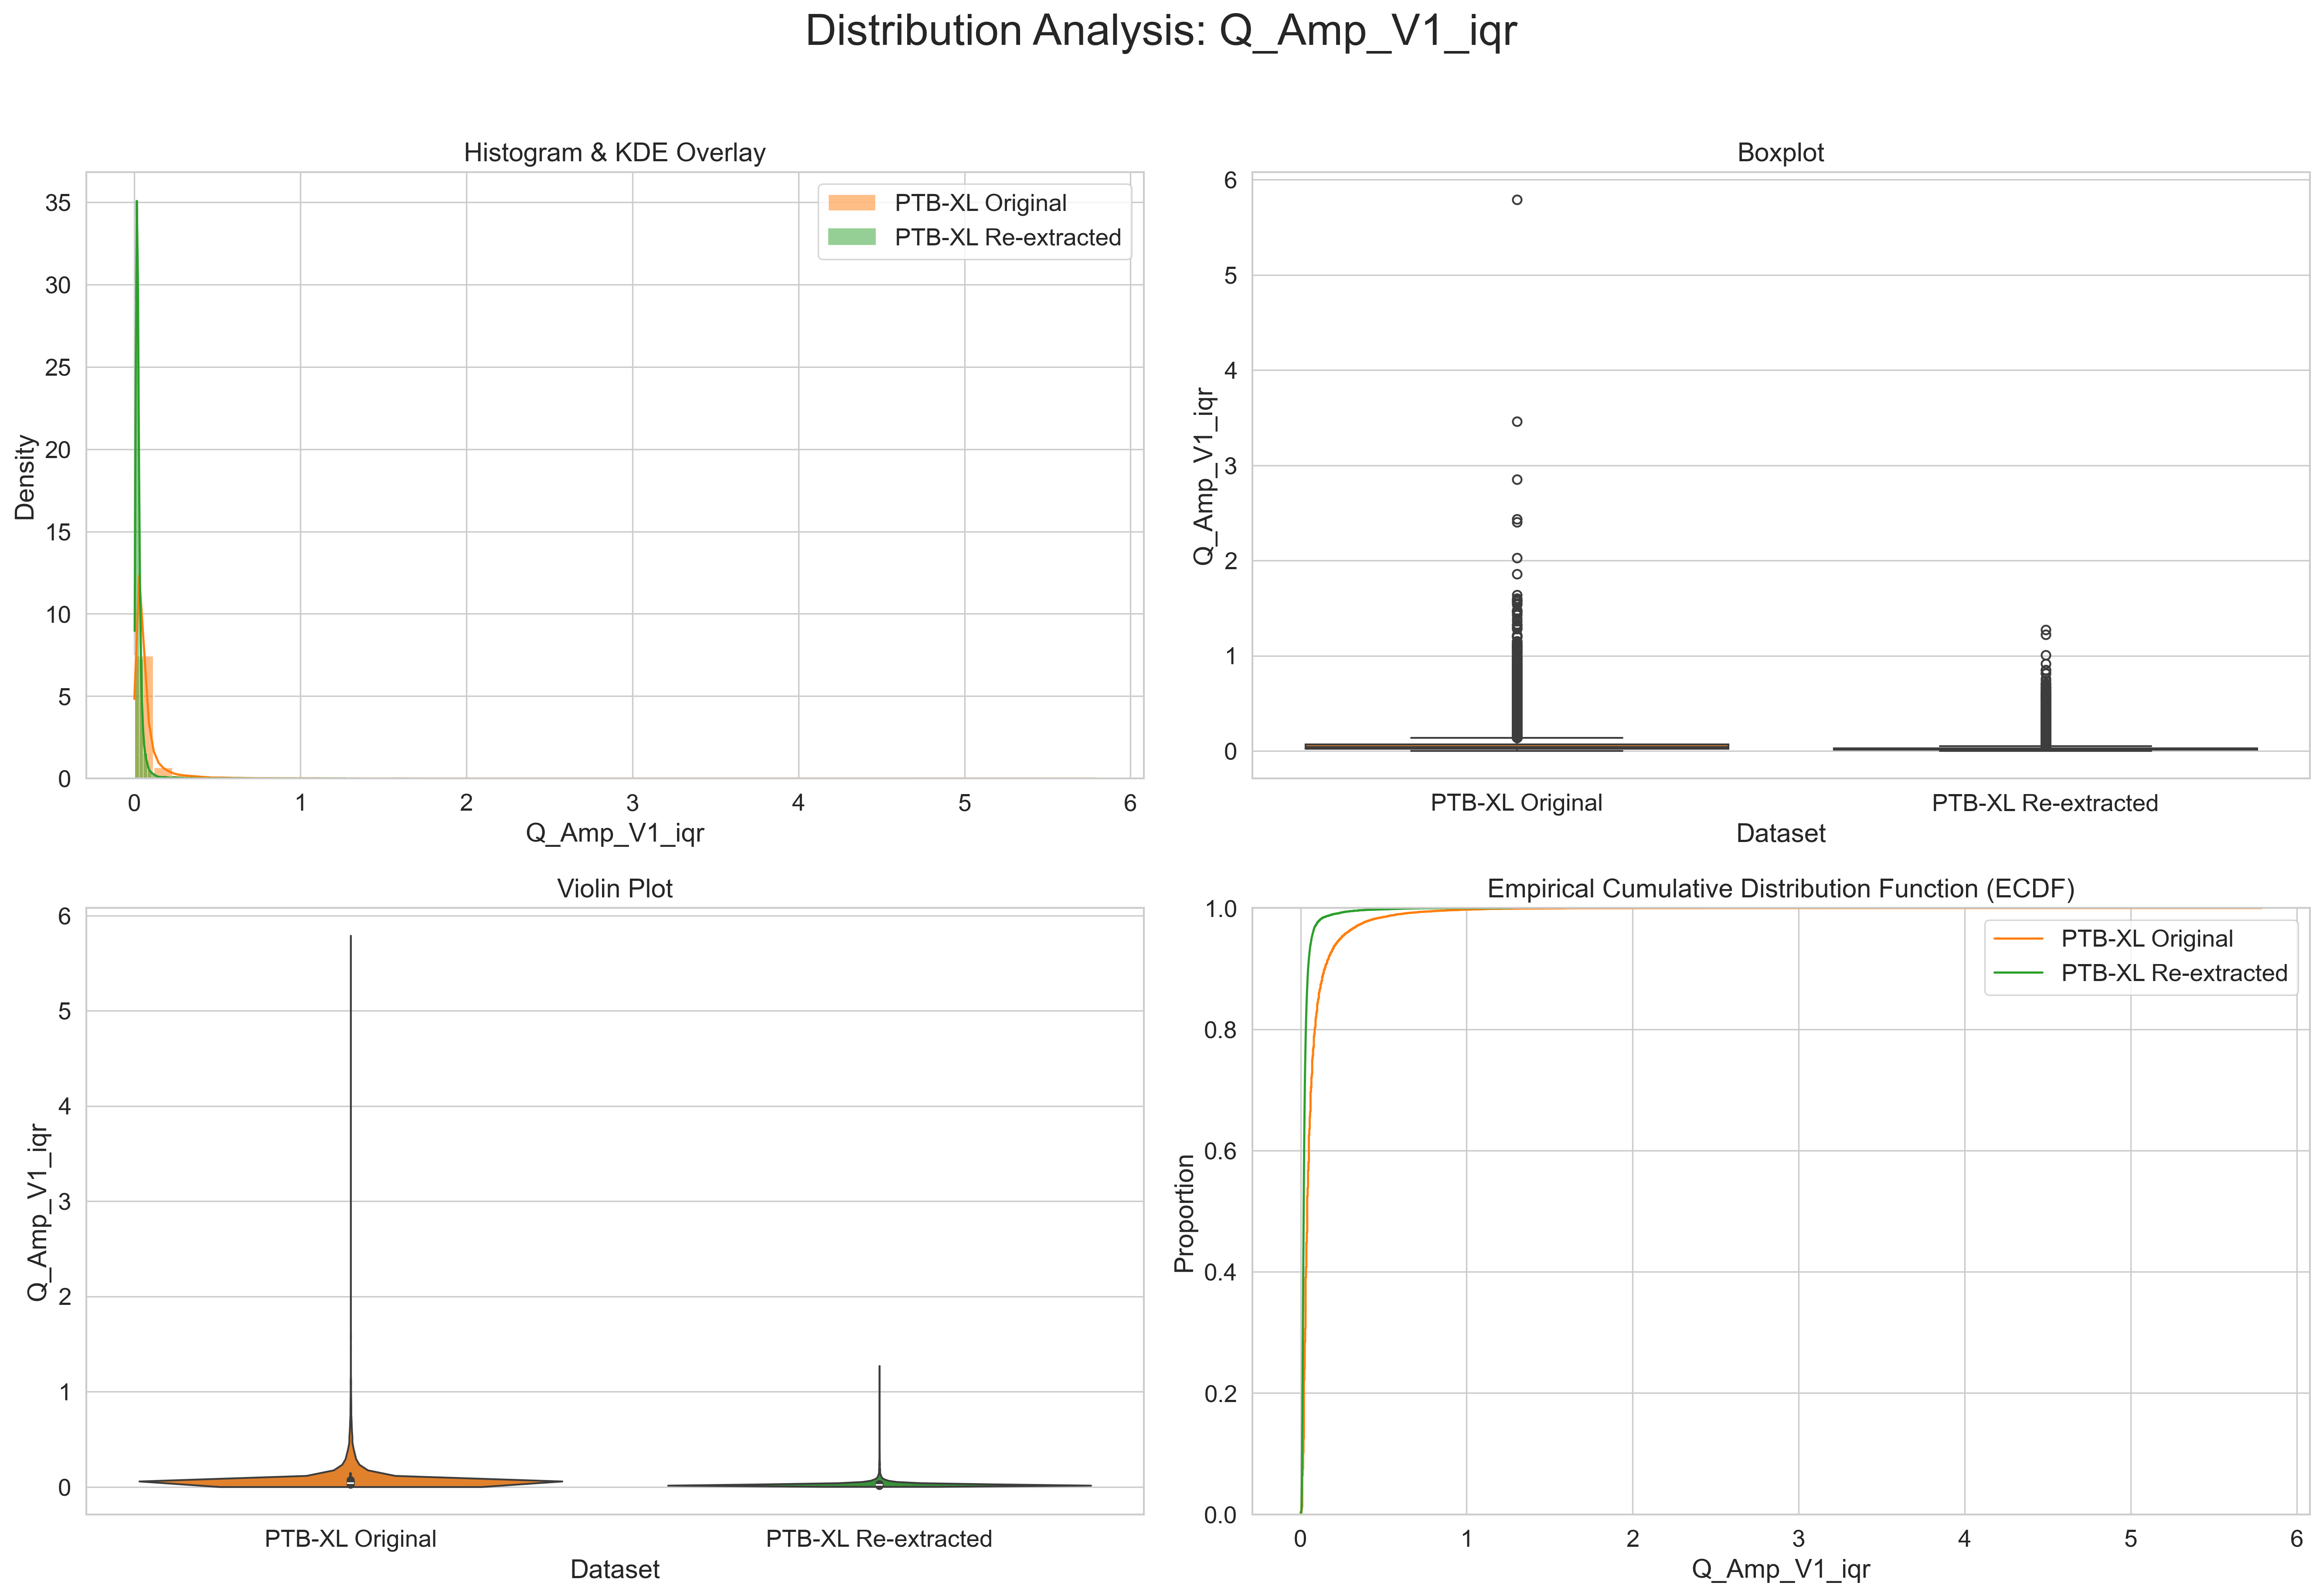 Distribution Analysis: Q_Amp_V1_iqr
Histogram & KDE Overlay
35
30
25
20
15
10
5
0
Density
0 1 2 3 4 5 6
Q_Amp_V1_iqr
PTB-XL Original
PTB-XL Re-extracted
Boxplot
6
5
4
3
2
1
0
Q_Amp_V1_iqr
PTB-XL Original PTB-XL Re-extracted
Dataset
Violin Plot
6
5
4
3
2
1
0
Q_Amp_V1_iqr
PTB-XL Original PTB-XL Re-extracted
Dataset
Empirical Cumulative Distribution Function (ECDF)
1.0
0.8
0.6
0.4
0.2
0.0
Proportion
0 1 2 3 4 5 6
Q_Amp_V1_iqr
PTB-XL Original
PTB-XL Re-extracted